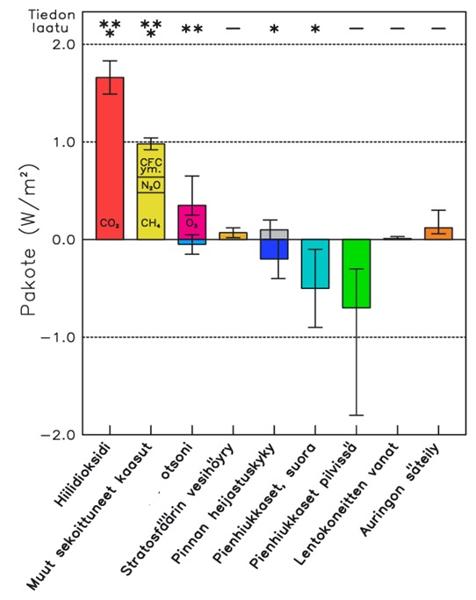 Tiedon
laatu
*** *** ** — * * — — —
2.0
1.0
0.0
−1.0
−2.0
Pakote (W/m²)
CO₂
CFC
ym.
N₂O
CH₄
O₃
Hiilidioksidi
Muut sekoittuneet kaasut
otsoni
Stratosfäärin vesihöyry
Pinnan heijastuskyky
Pienhiukkaset, suora
Pienhiukkaset pilvissä
Lentokoneitten vanat
Auringon säteily